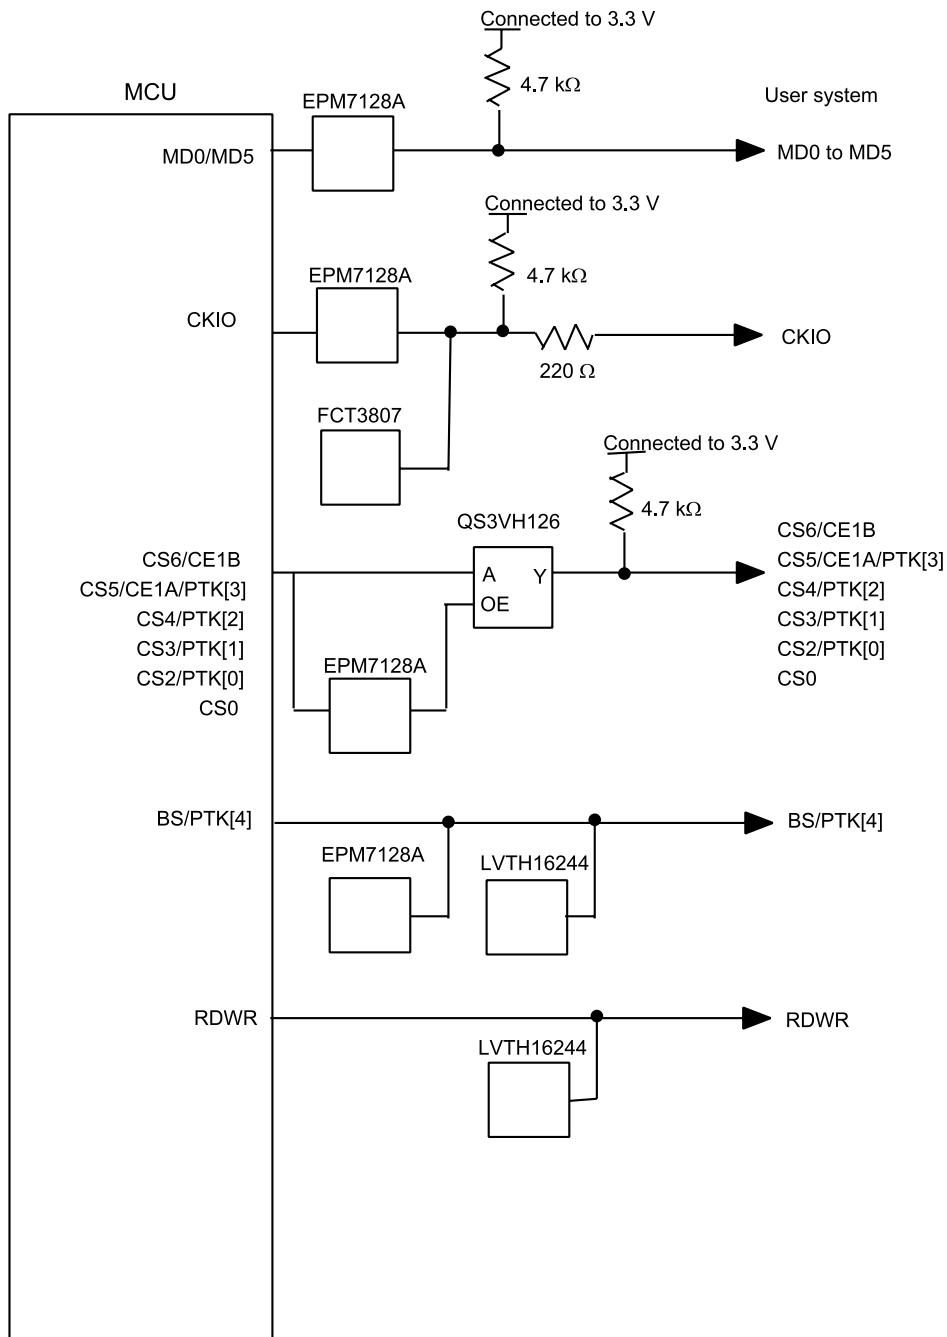 Connected to 3.3 V
4.7 kΩ
MCU
EPM7128A
User system
MD0/MD5
MD0 to MD5
Connected to 3.3 V
4.7 kΩ
EPM7128A
CKIO
CKIO
220 Ω
FCT3807
Connected to 3.3 V
4.7 kΩ
QS3VH126
A
Y
OE
CS6/CE1B
CS5/CE1A/PTK[3]
CS4/PTK[2]
CS3/PTK[1]
CS2/PTK[0]
CS0
EPM7128A
CS6/CE1B
CS5/CE1A/PTK[3]
CS4/PTK[2]
CS3/PTK[1]
CS2/PTK[0]
CS0
BS/PTK[4]
BS/PTK[4]
EPM7128A
LVTH16244
RDWR
RDWR
LVTH16244